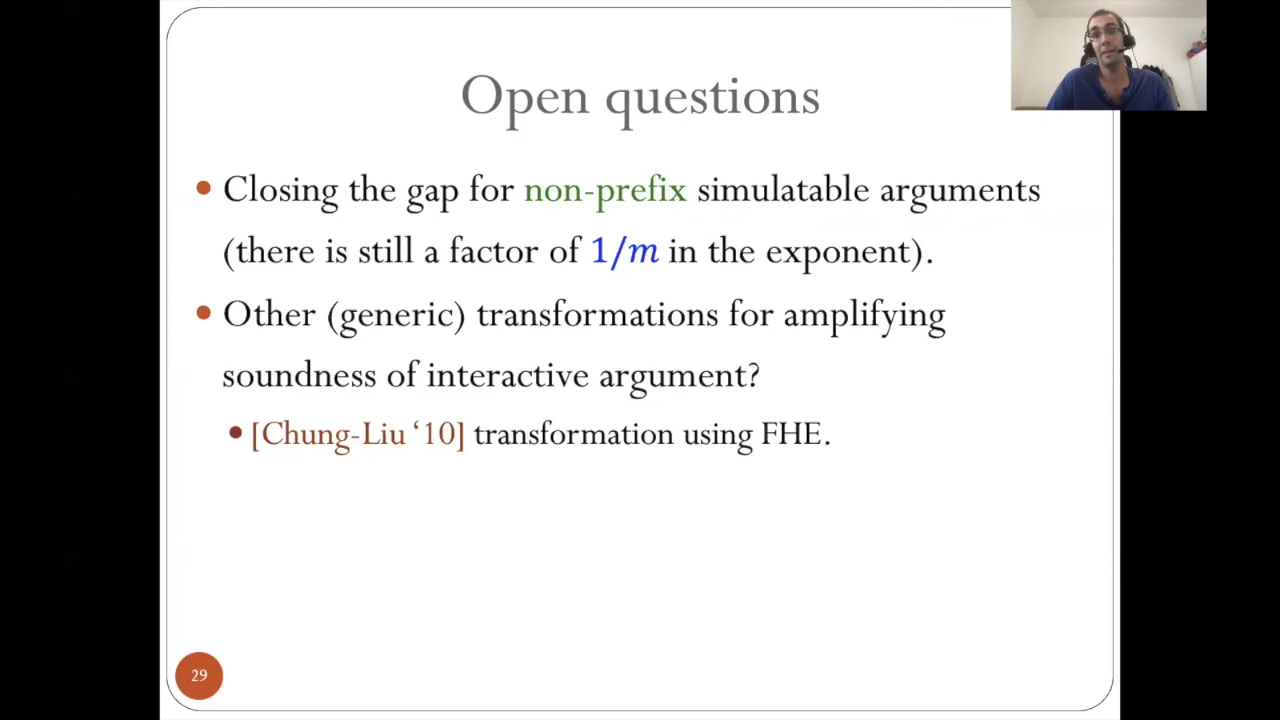 Open questions
• Closing the gap for non-prefix simulatable arguments
(there is still a factor of 1/m in the exponent).
• Other (generic) transformations for amplifying
soundness of interactive argument?
• [Chung-Liu ‘10] transformation using FHE.
29